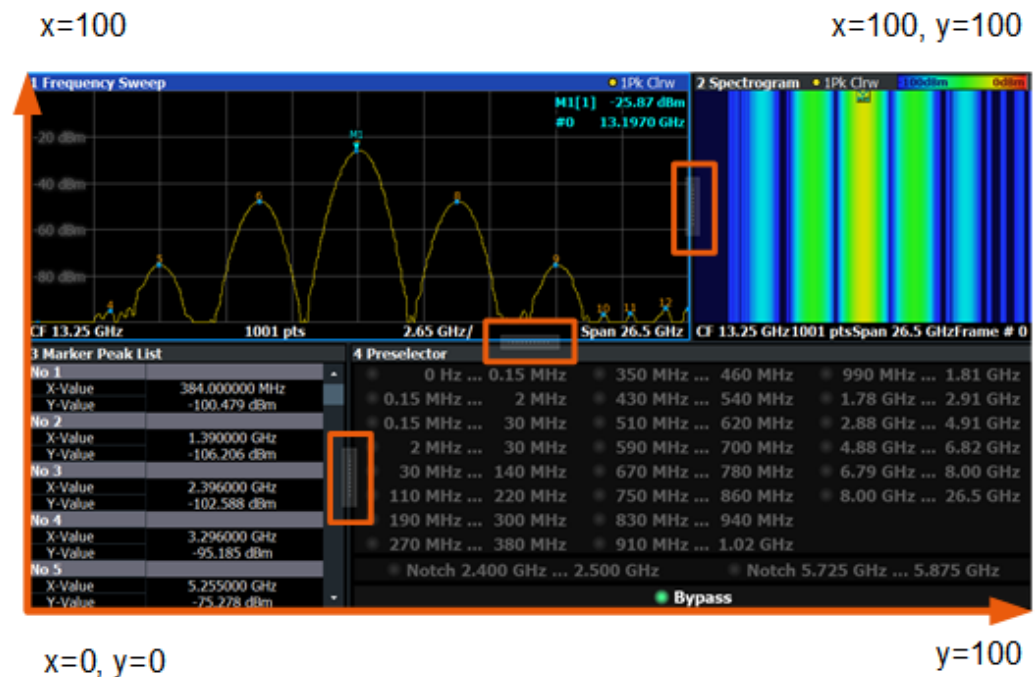 x=100
x=100, y=100
1 Frequency Sweep
1Pk Clrw
2 Spectrogram
1Pk Clrw
-100dBm
0dBm
M1[1] -25.87 dBm
#0 13.1970 GHz
M1
-20 dBm
-40 dBm
-60 dBm
-80 dBm
4
5
6
8
9
10
11
12
CF 13.25 GHz 1001 pts 2.65 GHz/ Span 26.5 GHz
CF 13.25 GHz 1001 pts Span 26.5 GHz Frame # 0
3 Marker Peak List
No 1
X-Value 384.000000 MHz
Y-Value -100.479 dBm
No 2
X-Value 1.390000 GHz
Y-Value -106.206 dBm
No 3
X-Value 2.396000 GHz
Y-Value -102.588 dBm
No 4
X-Value 3.296000 GHz
Y-Value -95.185 dBm
No 5
X-Value 5.255000 GHz
Y-Value -75.278 dBm
4 Preselector
0 Hz ... 0.15 MHz 350 MHz ... 460 MHz 990 MHz ... 1.81 GHz
0.15 MHz ... 2 MHz 430 MHz ... 540 MHz 1.78 GHz ... 2.91 GHz
0.15 MHz ... 30 MHz 510 MHz ... 620 MHz 2.88 GHz ... 4.91 GHz
2 MHz ... 30 MHz 590 MHz ... 700 MHz 4.88 GHz ... 6.82 GHz
30 MHz ... 140 MHz 670 MHz ... 780 MHz 6.79 GHz ... 8.00 GHz
110 MHz ... 220 MHz 750 MHz ... 860 MHz 8.00 GHz ... 26.5 GHz
190 MHz ... 300 MHz 830 MHz ... 940 MHz
270 MHz ... 380 MHz 910 MHz ... 1.02 GHz
Notch 2.400 GHz ... 2.500 GHz Notch 5.725 GHz ... 5.875 GHz
Bypass
x=0, y=0
y=100